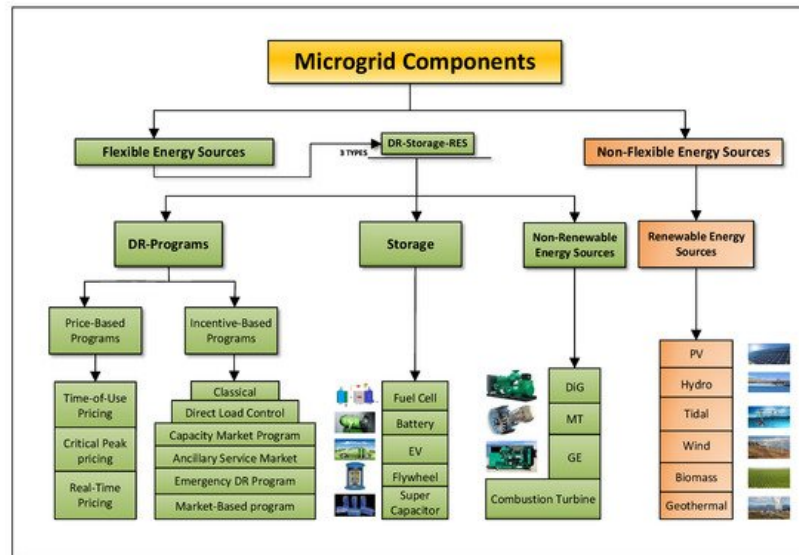 Microgrid Components
Flexible Energy Sources
3 TYPES
DR-Storage-RES
Non-Flexible Energy Sources
DR-Programs
Storage
Non-Renewable
Energy Sources
Renewable Energy
Sources
Price-Based
Programs
Incentive-Based
Programs
Time-of-Use
Pricing
Critical Peak
pricing
Real-Time
Pricing
Classical
Direct Load Control
Capacity Market Program
Ancillary Service Market
Emergency DR Program
Market-Based program
Fuel Cell
Battery
EV
Flywheel
Super
Capacitor
DiG
MT
GE
Combustion Turbine
PV
Hydro
Tidal
Wind
Biomass
Geothermal